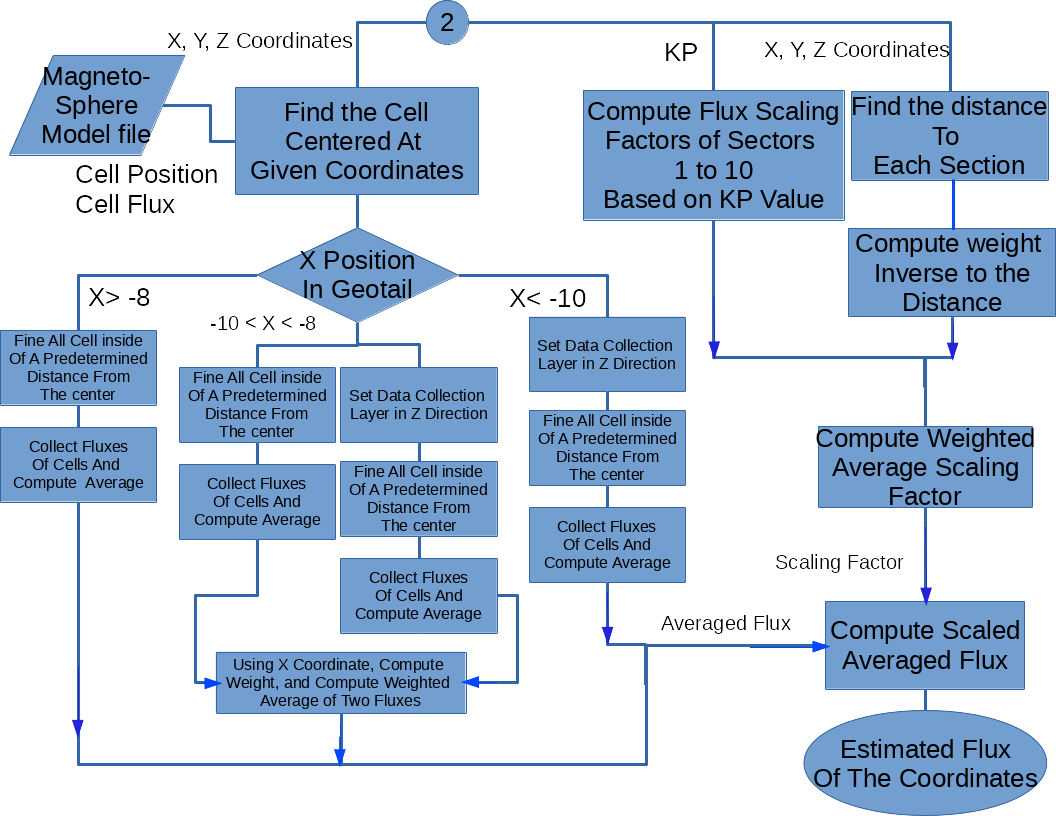 2
X, Y, Z Coordinates
KP
X, Y, Z Coordinates
Magneto-
Sphere
Model file
Cell Position
Cell Flux
Find the Cell
Centered At
Given Coordinates
Compute Flux Scaling
Factors of Sectors
1 to 10
Based on KP Value
Find the distance
To
Each Section
Compute weight
Inverse to the
Distance
X Position
In Geotail
X> -8
-10 < X < -8
X< -10
Fine All Cell inside
Of A Predetermined
Distance From
The center
Collect Fluxes
Of Cells And
Compute Average
Fine All Cell inside
Of A Predetermined
Distance From
The center
Collect Fluxes
Of Cells And
Compute Average
Set Data Collection
Layer in Z Direction
Fine All Cell inside
Of A Predetermined
Distance From
The center
Collect Fluxes
Of Cells And
Compute Average
Set Data Collection
Layer in Z Direction
Fine All Cell inside
Of A Predetermined
Distance From
The center
Collect Fluxes
Of Cells And
Compute Average
Using X Coordinate, Compute
Weight, and Compute Weighted
Average of Two Fluxes
Compute Weighted
Average Scaling
Factor
Scaling Factor
Averaged Flux
Compute Scaled
Averaged Flux
Estimated Flux
Of The Coordinates